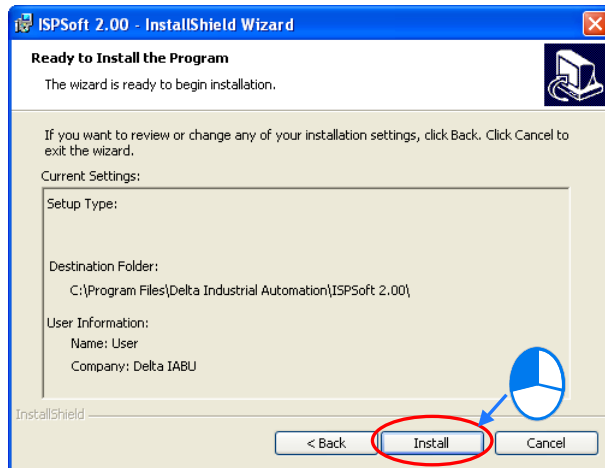 ISPSoft 2.00 - InstallShield Wizard
Ready to Install the Program
The wizard is ready to begin installation.
If you want to review or change any of your installation settings, click Back. Click Cancel to
exit the wizard.
Current Settings:
Setup Type:
Destination Folder:
C:\Program Files\Delta Industrial Automation\ISPSoft 2.00\
User Information:
Name: User
Company: Delta IABU
InstallShield
< Back Install Cancel